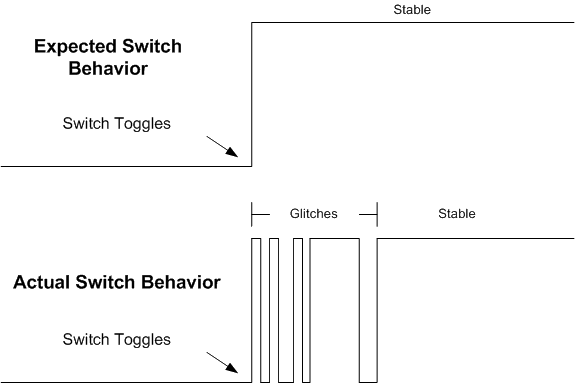 Stable
Expected Switch
Behavior
Switch Toggles
Glitches
Stable
Actual Switch Behavior
Switch Toggles